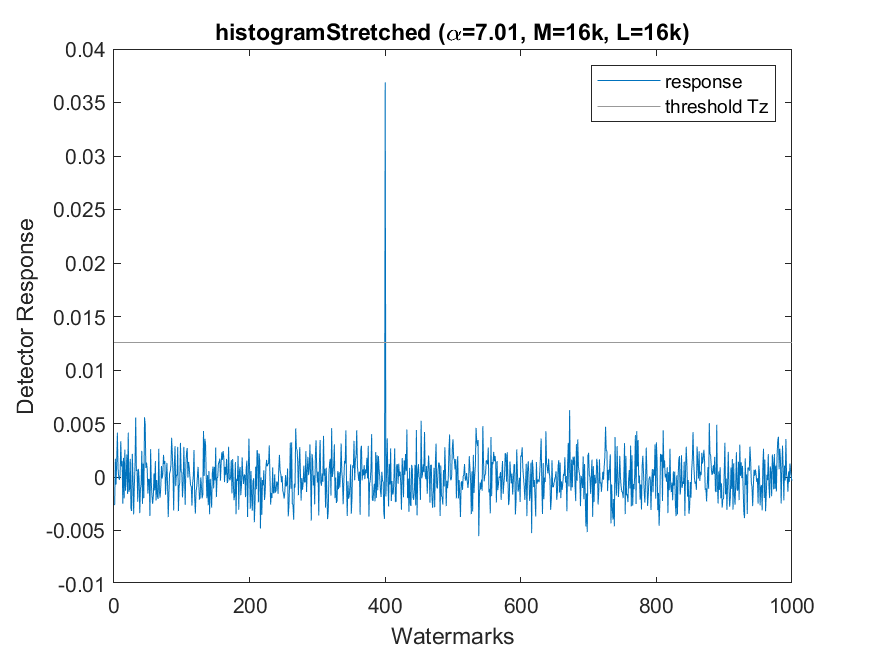 histogramStretched (α=7.01, M=16k, L=16k)
0.04
0.035
0.03
0.025
0.02
0.015
0.01
0.005
0
-0.005
-0.01
Detector Response
response
threshold Tz
0 200 400 600 800 1000
Watermarks